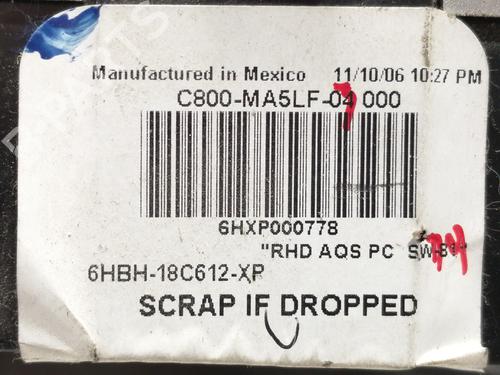 Manufactured in Mexico 11/10/06 10:27 PM
C800-MA5LF-04 000
6HXP000778
"RHD AQS PC
6HBH-18C612-XP
SCRAP IF DROPPED